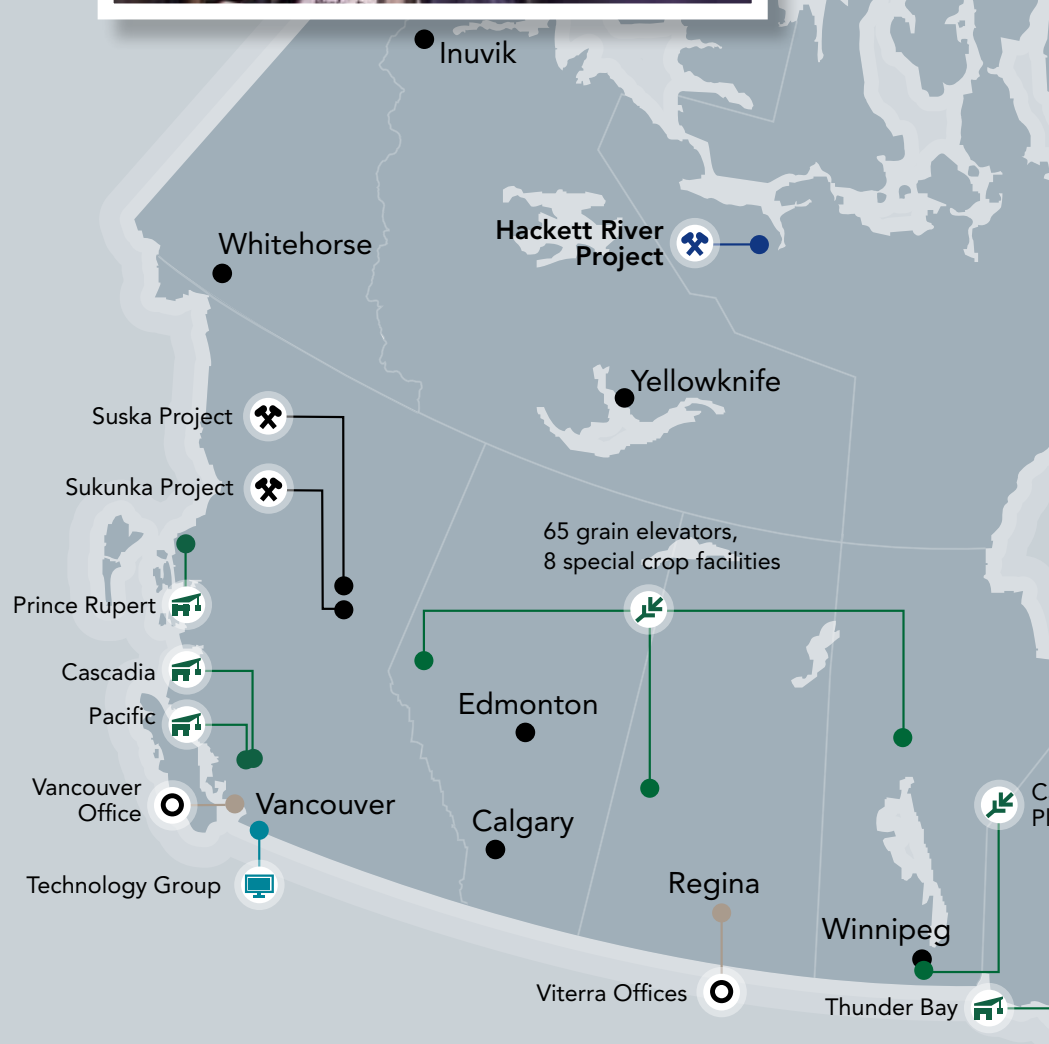 Inuvik
Whitehorse
Hackett River
Project
Yellowknife
Suska Project
Sukunka Project
65 grain elevators,
8 special crop facilities
Prince Rupert
Cascadia
Pacific
Edmonton
Vancouver
Office
Vancouver
Calgary
Technology Group
Regina
Winnipeg
Viterra Offices
Thunder Bay